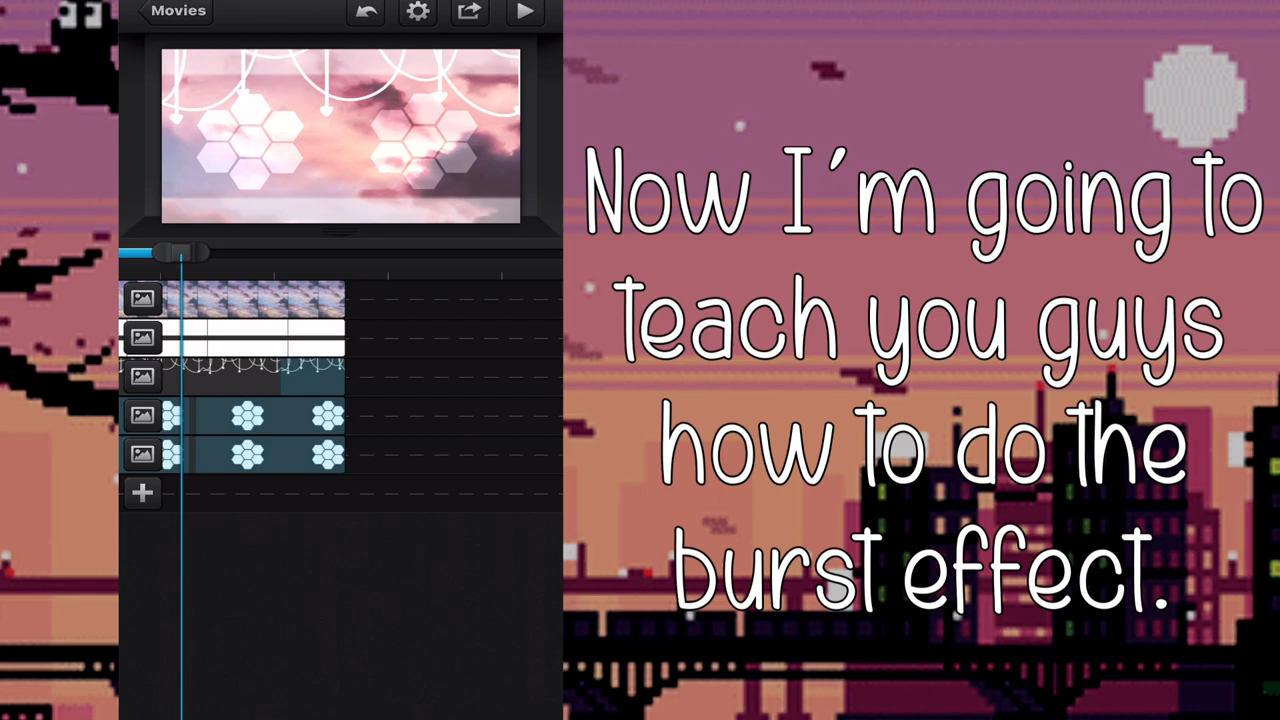 Movies
Now I'm going to
teach you guys
how to do the
burst effect.